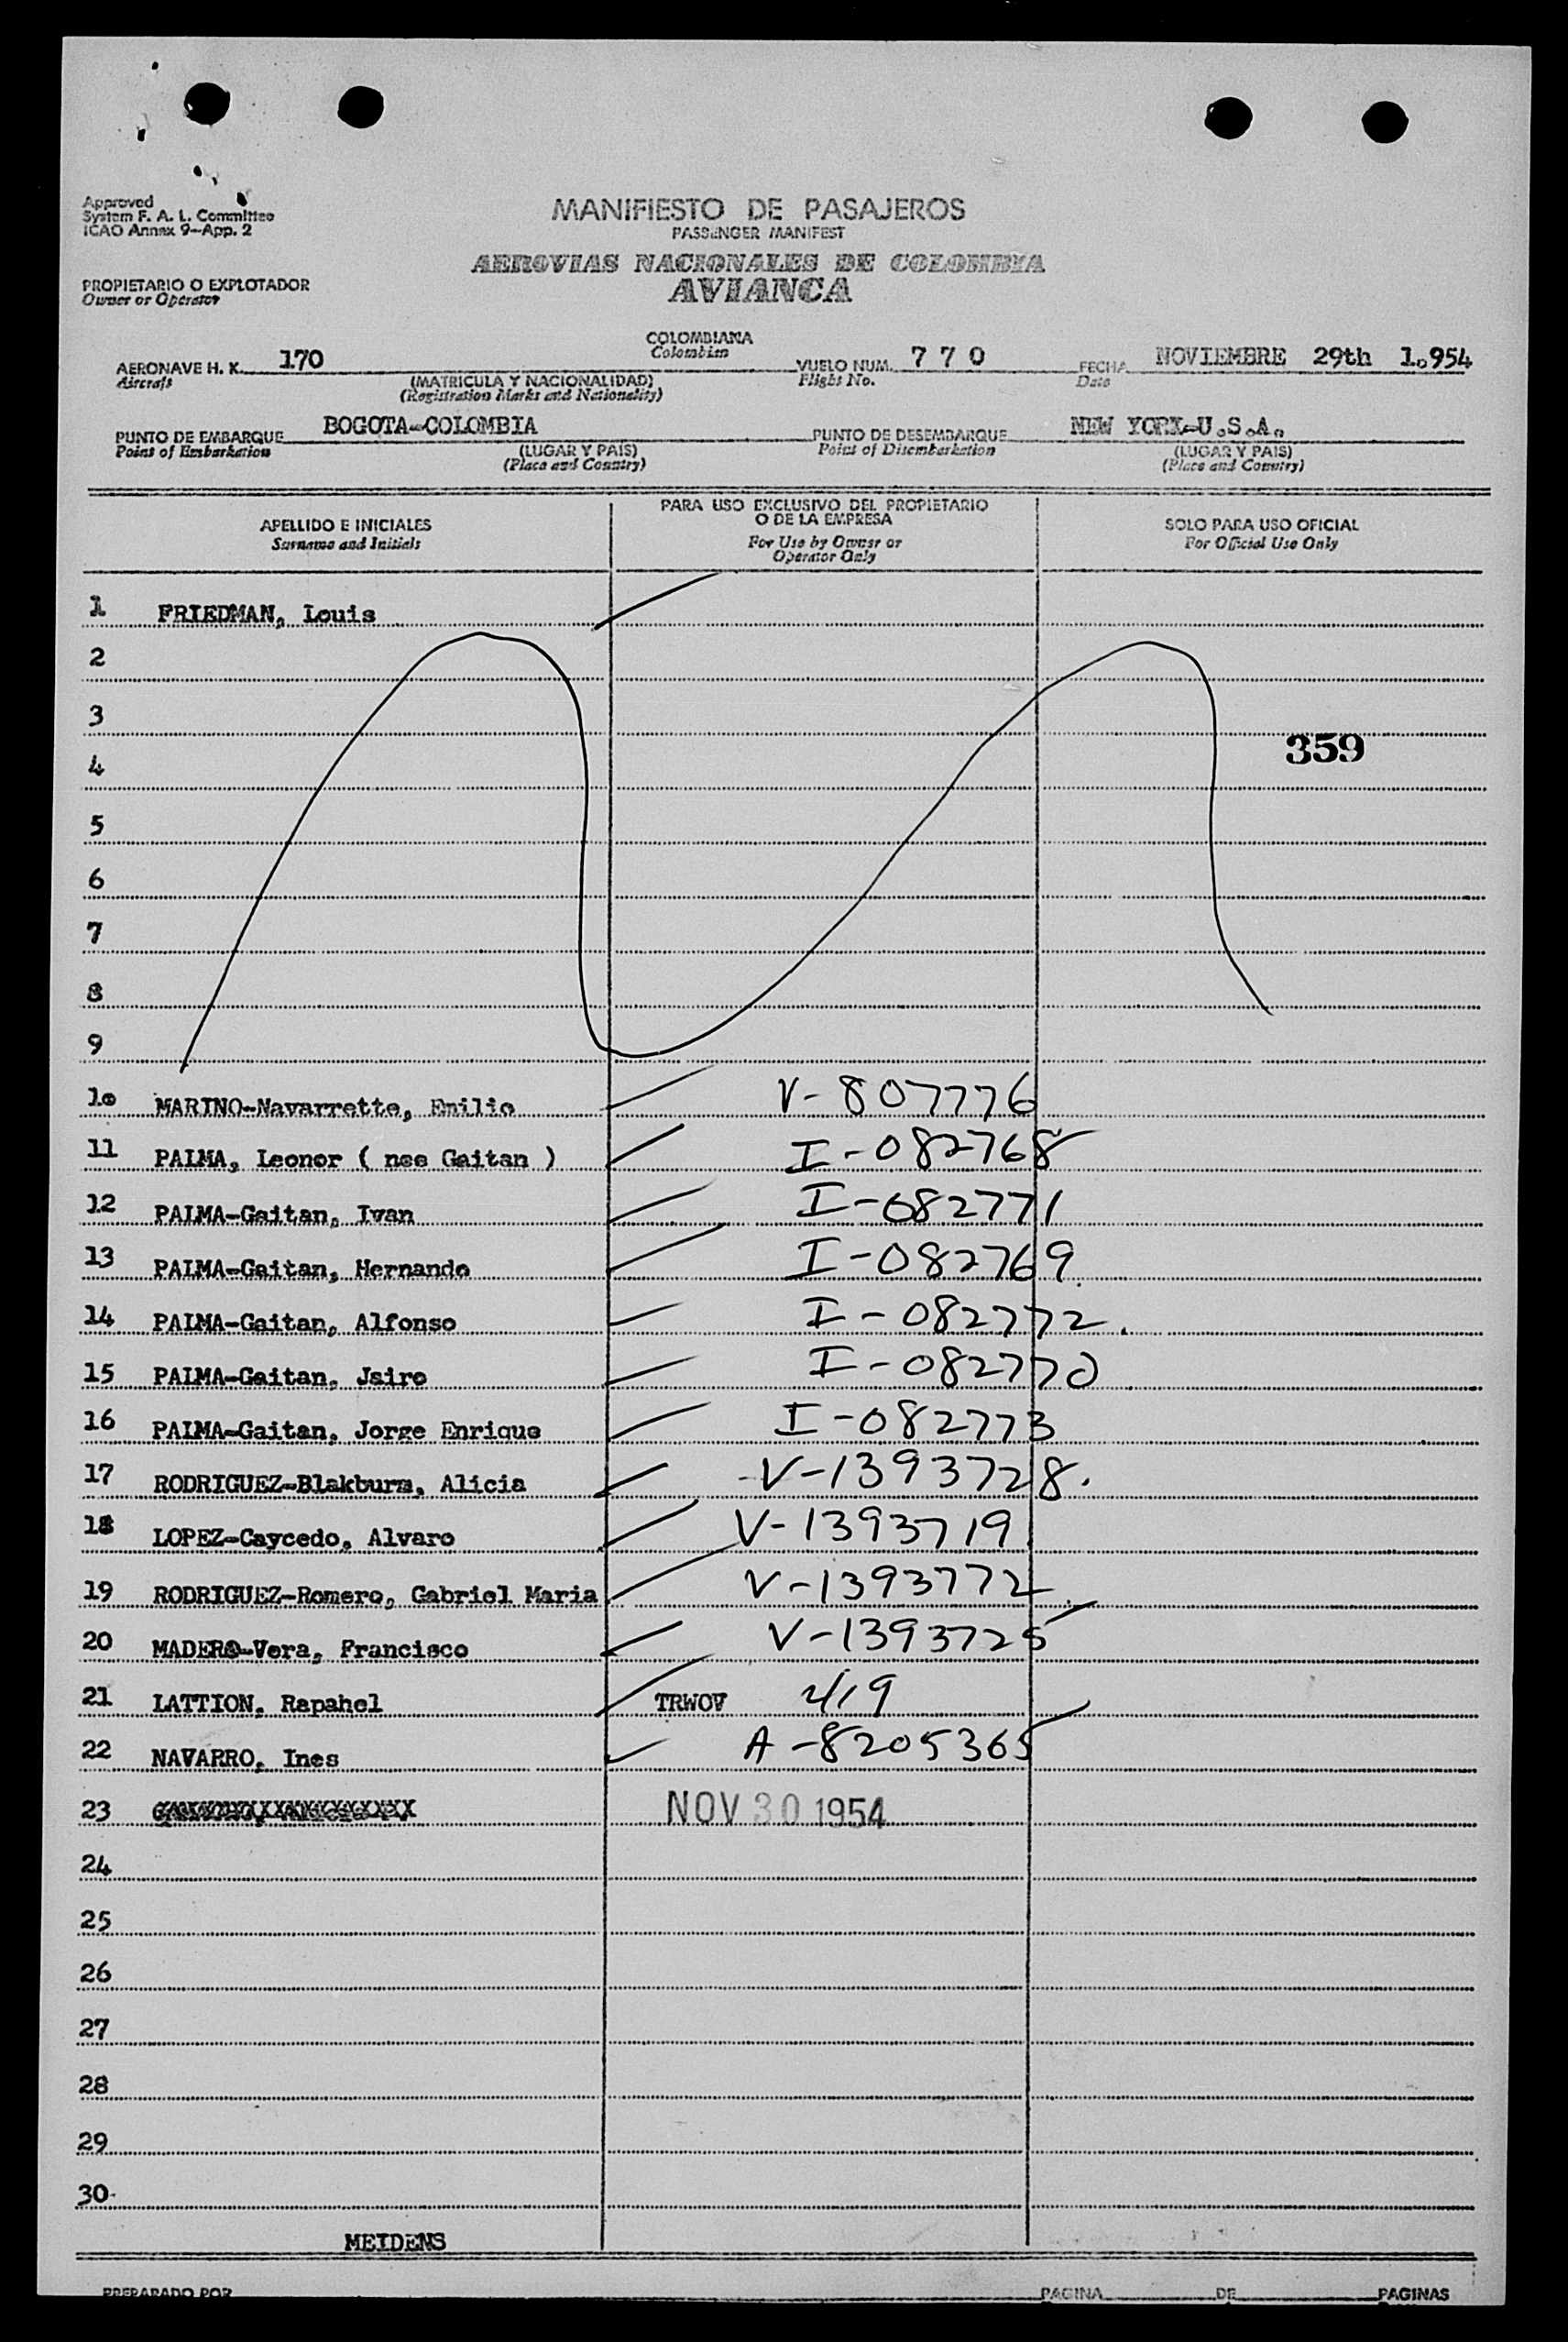 Approved
System F. A. L. Committee
ICAO Annex 9-App. 2
MANIFIESTO DE PASAJEROS
PASSENGER MANIFEST
AEROVIAS NACIONALES DE COLOMBIA
AVIANCA
PROPIETARIO O EXPLOTADOR
Owner or Operator
COLOMBIANA
Colombian
AERONAVE H. K. 170 VUELO NUM. 7 7 0 FECHA NOVIEMBRE 29th 1.954
Aircraft (MATRICULA Y NACIONALIDAD) Flight No. Date
(Registration Marks and Nationality)
PUNTO DE EMBARQUE BOGOTA-COLOMBIA PUNTO DE DESEMBARQUE NEW YORK-U.S.A.
Point of Embarkation (LUGAR Y PAIS) Point of Disembarkation (LUGAR Y PAIS)
(Place and Country) (Place and Country)
APELLIDO E INICIALES PARA USO EXCLUSIVO DEL PROPIETARIO O DE LA EMPRESA SOLO PARA USO OFICIAL
Surname and Initials For Use by Owner or Operator Only For Official Use Only
1 FRIEDMAN, Louis
2
3
359
4
5
6
7
8
9
10 MARINO-Navarrette, Emilio V-807776
11 PALMA, Leonor ( nee Gaitan ) I-082768
12 PALMA-Gaitan, Ivan I-082771
13 PALMA-Gaitan, Hernando I-082769
14 PALMA-Gaitan, Alfonso I-082772.
15 PALMA-Gaitan, Jairo I-082770
16 PALMA-Gaitan, Jorge Enrique I-082773
17 RODRIGUEZ-Blakburn, Alicia V-1393728.
18 LOPEZ-Caycedo, Alvaro V-1393719
19 RODRIGUEZ-Romero, Gabriel Maria V-1393772
20 MADERO-Vera, Francisco V-1393725
21 LATTION, Rapahel TRWOV 2/19
22 NAVARRO, Ines A-8205365
23 NOV 30 1954
24
25
26
27
28
29
30
MEIDENS
PREPARADO POR PAGINA DE PAGINAS